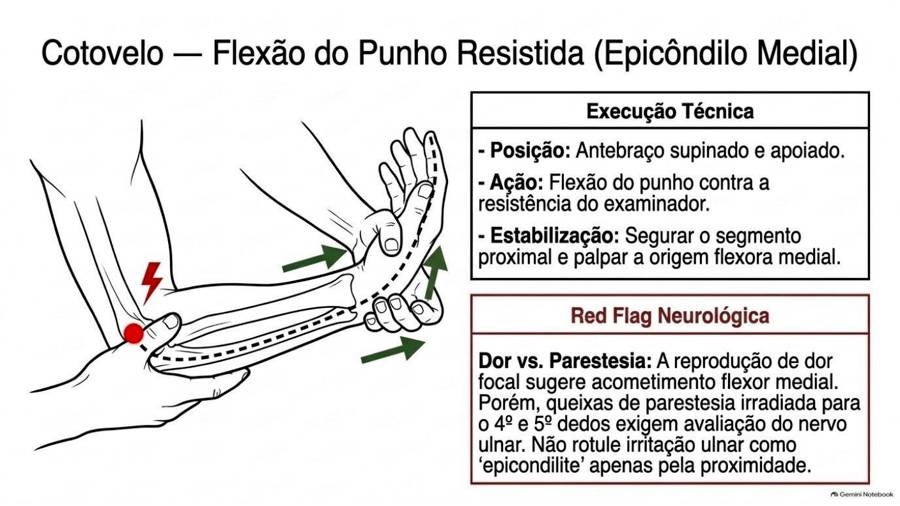 Cotovelo — Flexão do Punho Resistida (Epicôndilo Medial)
Execução Técnica
- Posição: Antebraço supinado e apoiado.
- Ação: Flexão do punho contra a
resistência do examinador.
- Estabilização: Segurar o segmento
proximal e palpar a origem flexora medial.
Red Flag Neurológica
Dor vs. Parestesia: A reprodução de dor
focal sugere acometimento flexor medial.
Porém, queixas de parestesia irradiada para
o 4º e 5º dedos exigem avaliação do nervo
ulnar. Não rotule irritação ulnar como
‘epicondilite’ apenas pela proximidade.
Gemini Notebook